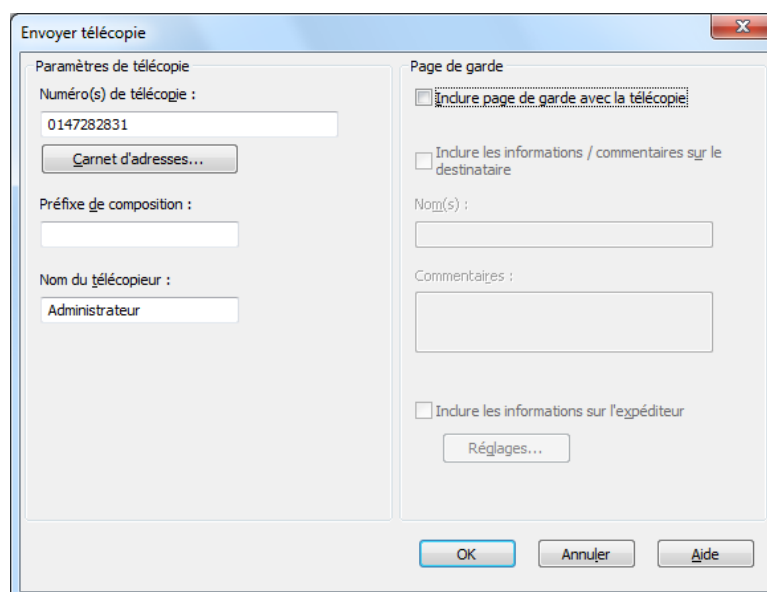 Envoyer télécopie
Paramètres de télécopie
Numéro(s) de télécopie :
0147282831
Carnet d'adresses...
Préfixe de composition :
Nom du télécopieur :
Administrateur
Page de garde
Inclure page de garde avec la télécopie
Inclure les informations / commentaires sur le
destinataire
Nom(s) :
Commentaires :
Inclure les informations sur l'expéditeur
Réglages...
OK
Annuler
Aide